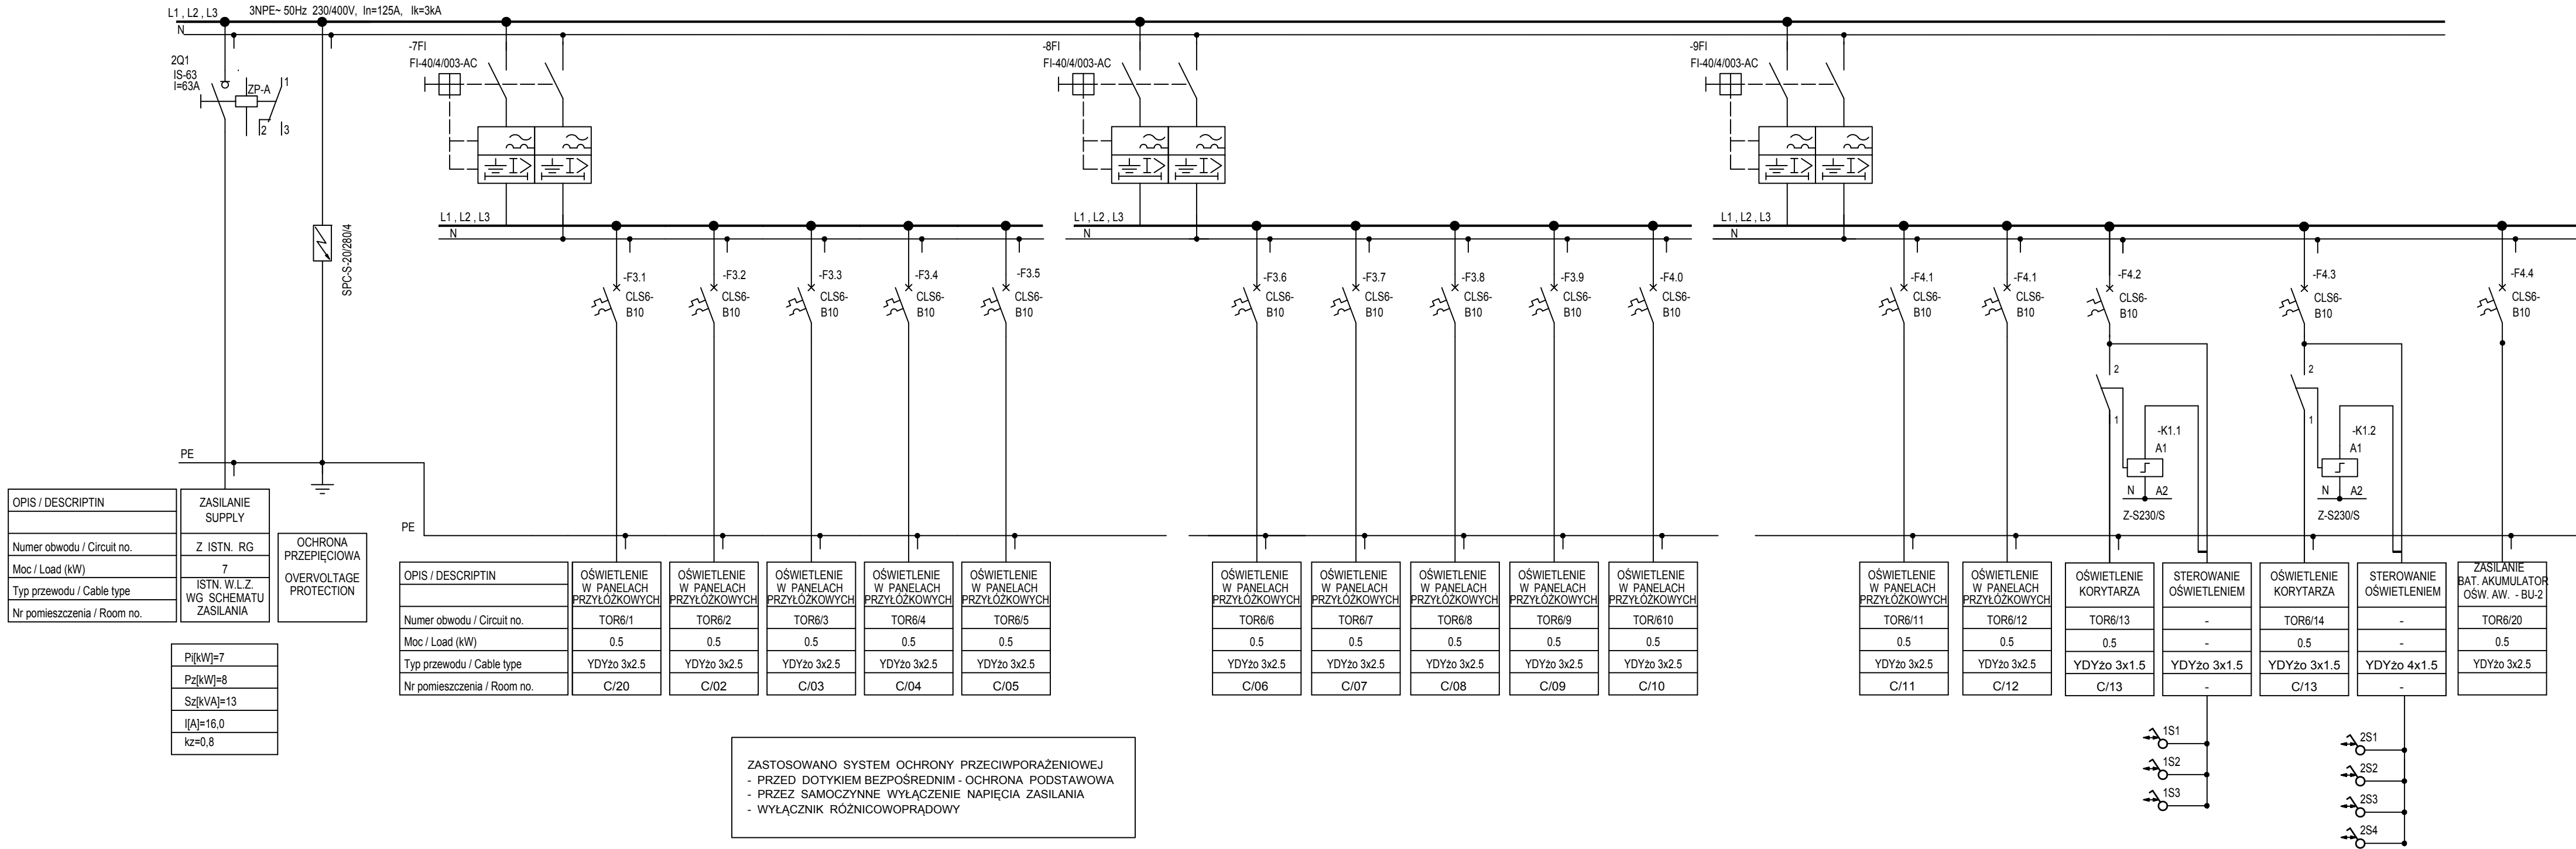 L1 , L2 , L3
3NPE~ 50Hz 230/400V, In=125A, Ik=3kA
N
2Q1
IS-63
I=63A
ZP-A
1
2
3
SPC-S-20/280/4
PE
-7FI
FI-40/4/003-AC
-8FI
FI-40/4/003-AC
-9FI
FI-40/4/003-AC
L1 , L2 , L3
N
-F3.1
CLS6-
B10
-F3.2
CLS6-
B10
-F3.3
CLS6-
B10
-F3.4
CLS6-
B10
-F3.5
CLS6-
B10
L1 , L2 , L3
N
-F3.6
CLS6-
B10
-F3.7
CLS6-
B10
-F3.8
CLS6-
B10
-F3.9
CLS6-
B10
-F4.0
CLS6-
B10
L1 , L2 , L3
N
-F4.1
CLS6-
B10
-F4.1
CLS6-
B10
-F4.2
CLS6-
B10
2
1
-K1.1
A1
N A2
Z-S230/S
-F4.3
CLS6-
B10
2
1
-K1.2
A1
N A2
Z-S230/S
-F4.4
CLS6-
B10
PE
OPIS / DESCRIPTIN
Numer obwodu / Circuit no.
Moc / Load (kW)
Typ przewodu / Cable type
Nr pomieszczenia / Room no.
ZASILANIE
SUPPLY
Z ISTN. RG
7
ISTN. W.L.Z.
WG SCHEMATU
ZASILANIA
OCHRONA
PRZEPIĘCIOWA
OVERVOLTAGE
PROTECTION
Pi[kW]=7
Pz[kW]=8
Sz[kVA]=13
I[A]=16,0
kz=0,8
OPIS / DESCRIPTIN
Numer obwodu / Circuit no.
Moc / Load (kW)
Typ przewodu / Cable type
Nr pomieszczenia / Room no.
OŚWIETLENIE
W PANELACH
PRZYŁÓŻKOWYCH
TOR6/1
0.5
YDYżo 3x2.5
C/20
OŚWIETLENIE
W PANELACH
PRZYŁÓŻKOWYCH
TOR6/2
0.5
YDYżo 3x2.5
C/02
OŚWIETLENIE
W PANELACH
PRZYŁÓŻKOWYCH
TOR6/3
0.5
YDYżo 3x2.5
C/03
OŚWIETLENIE
W PANELACH
PRZYŁÓŻKOWYCH
TOR6/4
0.5
YDYżo 3x2.5
C/04
OŚWIETLENIE
W PANELACH
PRZYŁÓŻKOWYCH
TOR6/5
0.5
YDYżo 3x2.5
C/05
OŚWIETLENIE
W PANELACH
PRZYŁÓŻKOWYCH
TOR6/6
0.5
YDYżo 3x2.5
C/06
OŚWIETLENIE
W PANELACH
PRZYŁÓŻKOWYCH
TOR6/7
0.5
YDYżo 3x2.5
C/07
OŚWIETLENIE
W PANELACH
PRZYŁÓŻKOWYCH
TOR6/8
0.5
YDYżo 3x2.5
C/08
OŚWIETLENIE
W PANELACH
PRZYŁÓŻKOWYCH
TOR6/9
0.5
YDYżo 3x2.5
C/09
OŚWIETLENIE
W PANELACH
PRZYŁÓŻKOWYCH
TOR610
0.5
YDYżo 3x2.5
C/10
OŚWIETLENIE
W PANELACH
PRZYŁÓŻKOWYCH
TOR6/11
0.5
YDYżo 3x2.5
C/11
OŚWIETLENIE
W PANELACH
PRZYŁÓŻKOWYCH
TOR6/12
0.5
YDYżo 3x2.5
C/12
OŚWIETLENIE
KORYTARZA
TOR6/13
0.5
YDYżo 3x1.5
C/13
STEROWANIE
OŚWIETLENIEM
-
-
YDYżo 3x1.5
-
OŚWIETLENIE
KORYTARZA
TOR6/14
0.5
YDYżo 3x1.5
C/13
STEROWANIE
OŚWIETLENIEM
-
-
YDYżo 4x1.5
-
ZASILANIE
BAT. AKUMULATOR
OŚW. AW. - BU-2
TOR6/20
0.5
YDYżo 3x2.5
1S1
1S2
1S3
2S1
2S2
2S3
2S4
ZASTOSOWANO SYSTEM OCHRONY PRZECIWPORAŻENIOWEJ
- PRZED DOTYKIEM BEZPOŚREDNIM - OCHRONA PODSTAWOWA
- PRZEZ SAMOCZYNNE WYŁĄCZENIE NAPIĘCIA ZASILANIA
- WYŁĄCZNIK RÓŻNICOWOPRĄDOWY